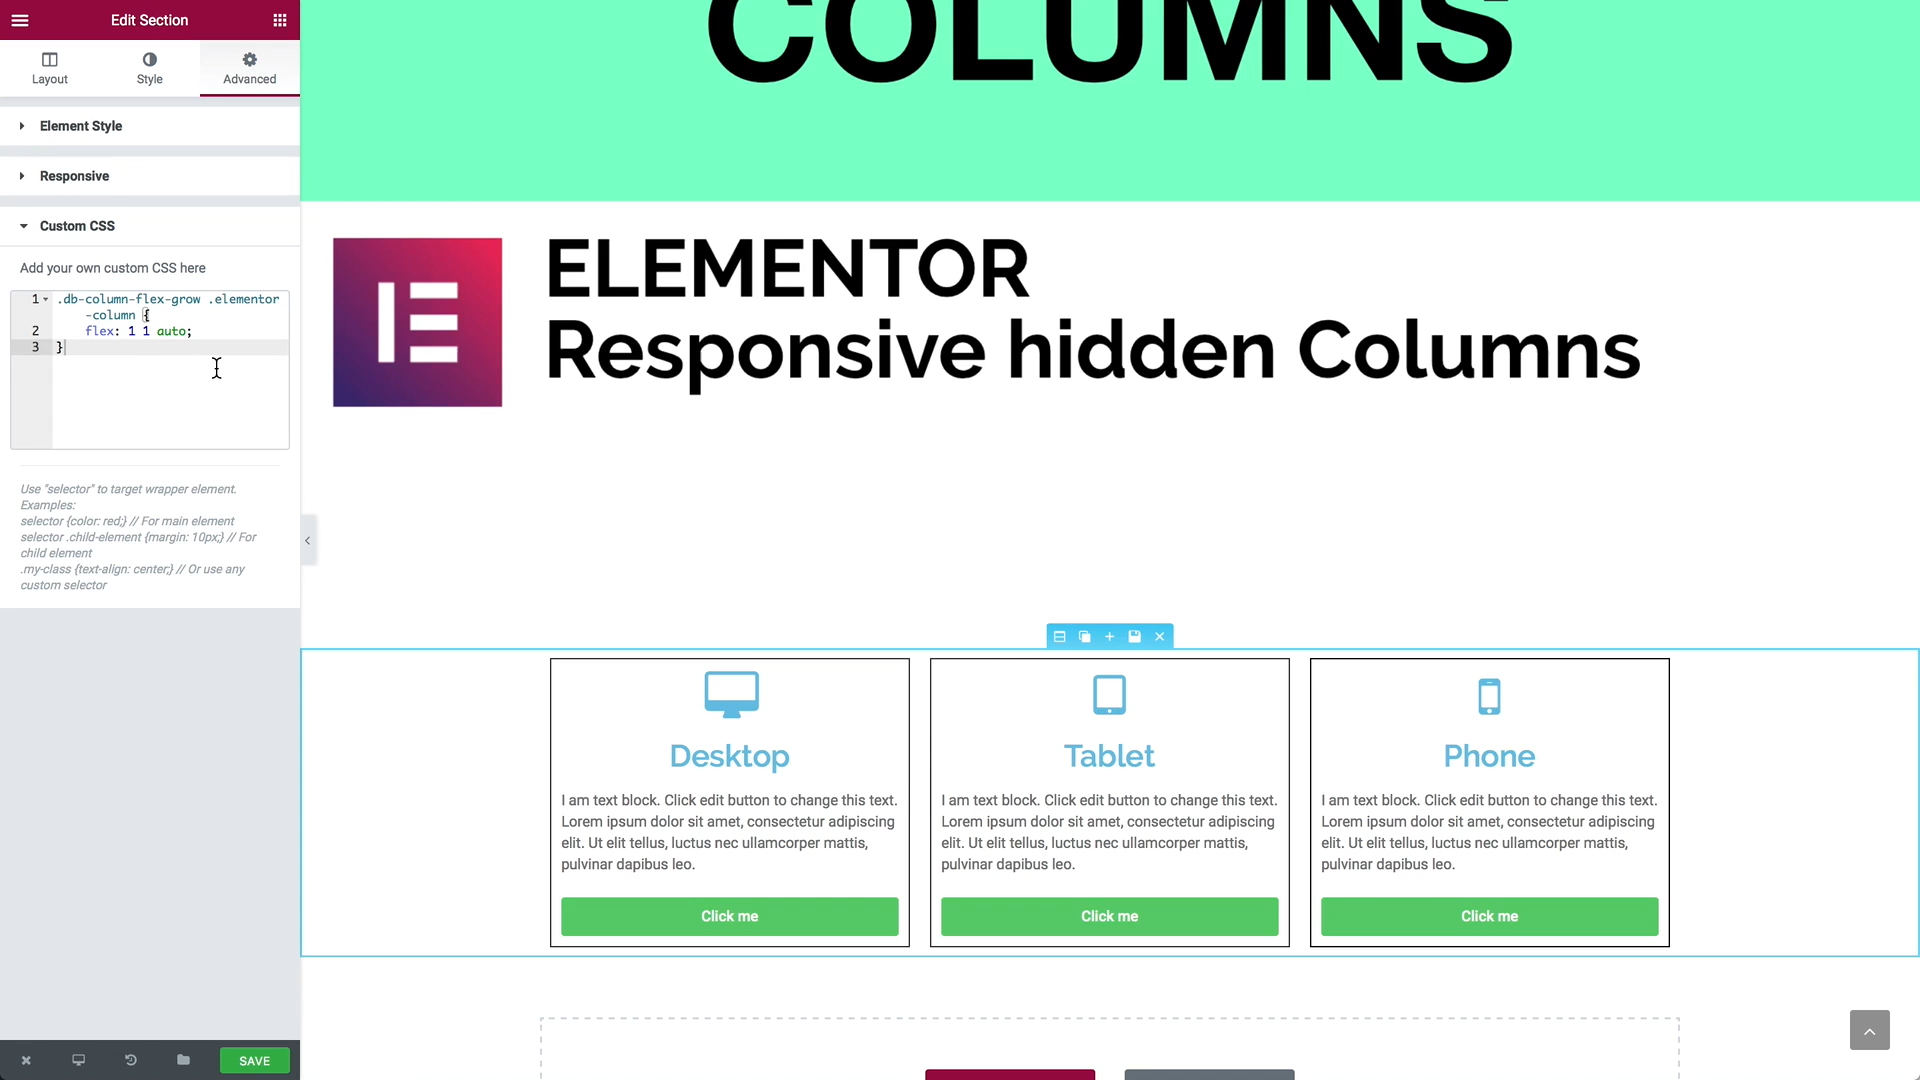 Edit Section
Layout
Style
Advanced
Element Style
Responsive
Custom CSS
Add your own custom CSS here
1 .db-column-flex-grow .elementor
-column {
2 flex: 1 1 auto;
3 }
Use "selector" to target wrapper element.
Examples:
selector {color: red;} // For main element
selector .child-element {margin: 10px;} // For
child element
.my-class {text-align: center;} // Or use any
custom selector
SAVE
COLUMNS
ELEMENTOR
Responsive hidden Columns
Desktop
I am text block. Click edit button to change this text.
Lorem ipsum dolor sit amet, consectetur adipiscing
elit. Ut elit tellus, luctus nec ullamcorper mattis,
pulvinar dapibus leo.
Click me
Tablet
I am text block. Click edit button to change this text.
Lorem ipsum dolor sit amet, consectetur adipiscing
elit. Ut elit tellus, luctus nec ullamcorper mattis,
pulvinar dapibus leo.
Click me
Phone
I am text block. Click edit button to change this text.
Lorem ipsum dolor sit amet, consectetur adipiscing
elit. Ut elit tellus, luctus nec ullamcorper mattis,
pulvinar dapibus leo.
Click me